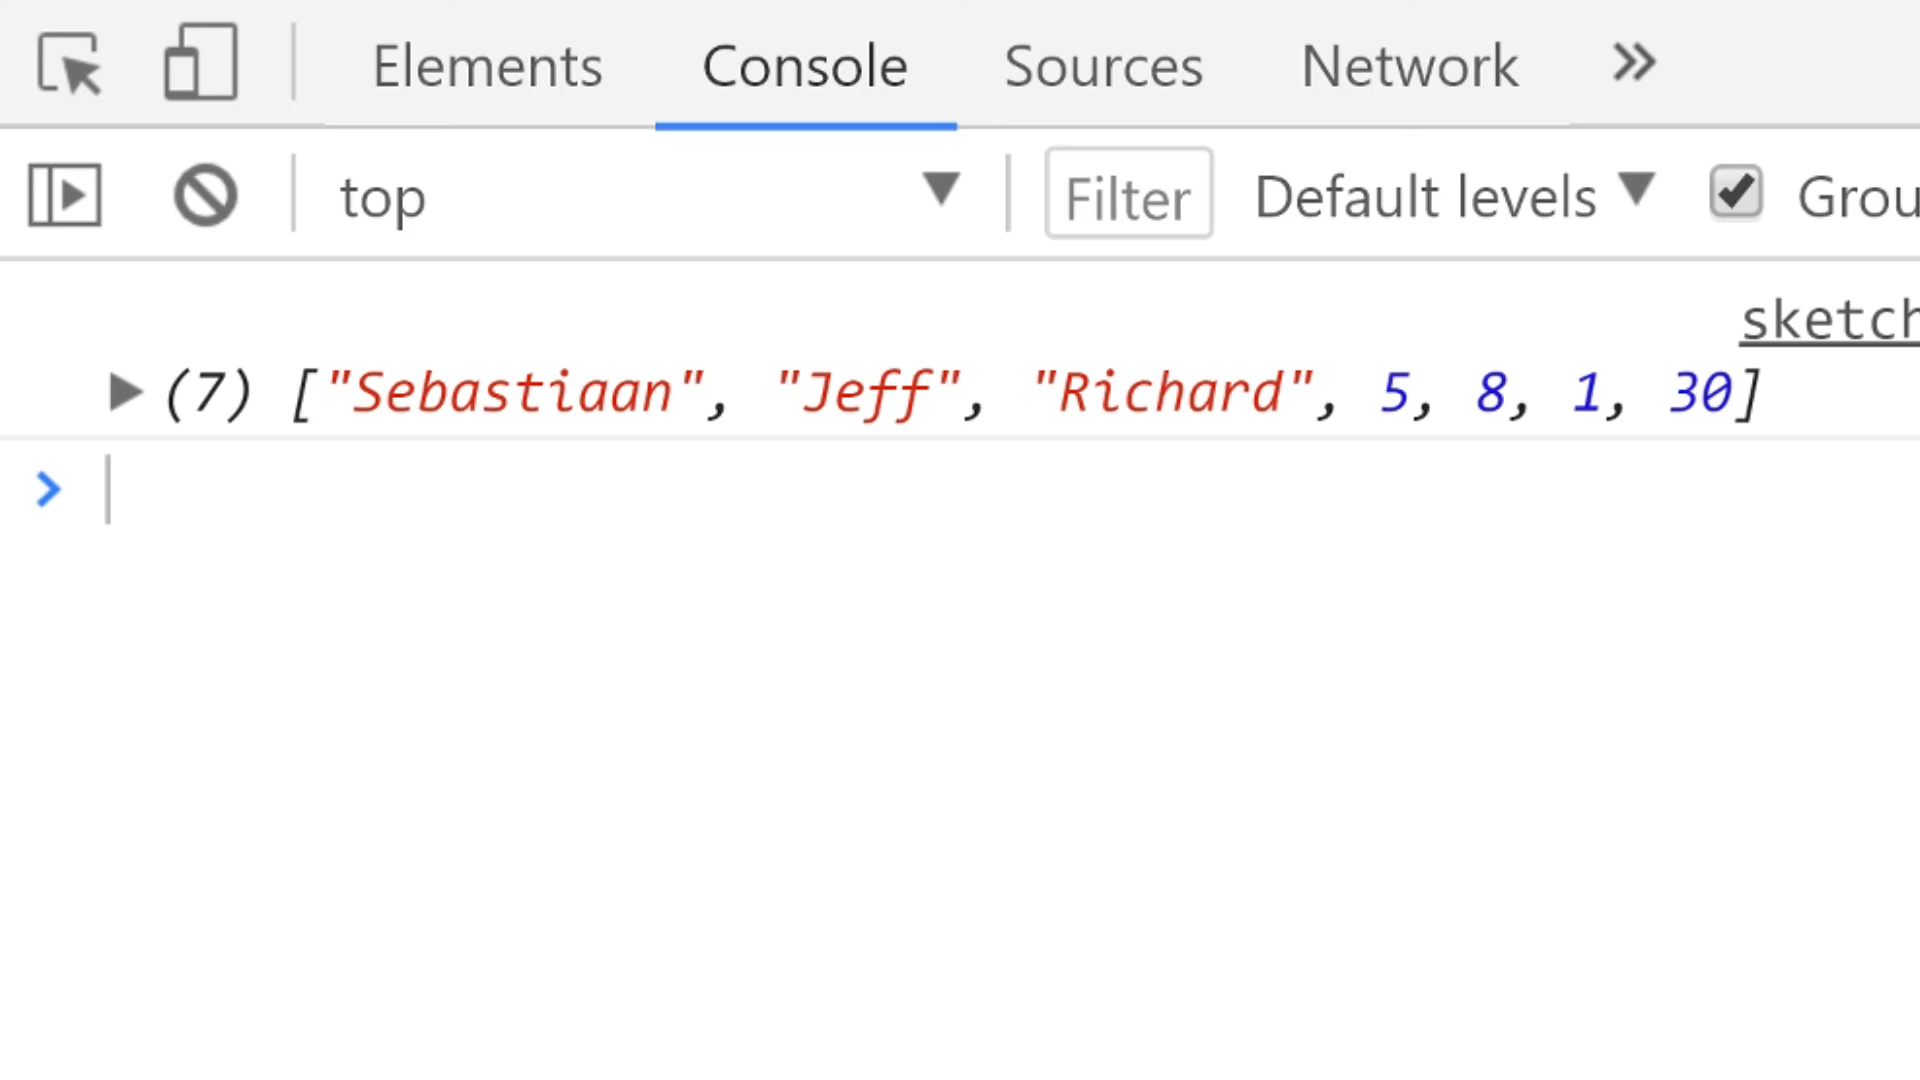 Elements Console Sources Network »
top ▼ Filter Default levels ▼ Grou
sketch
▶ (7) ["Sebastiaan", "Jeff", "Richard", 5, 8, 1, 30]
>